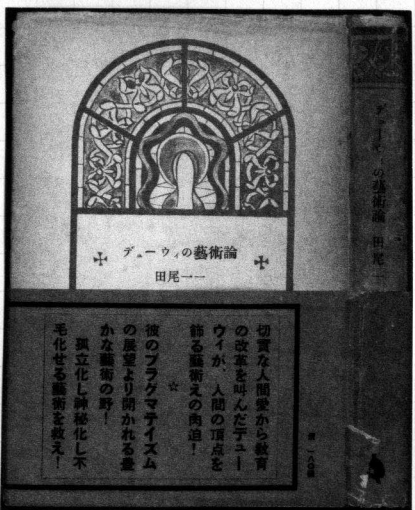 デューウィの藝術論
田尾一一
切實な人間愛から教育
の改革を叫んだデュー
ウィが、人間の頂点を
飾る藝術えの肉迫!
☆
彼のプラグマテイズム
の展望より開かれる豊
かな藝術の野!
孤立化し神秘化し不
毛化せる藝術を救え!
デューウィの藝術論 田尾